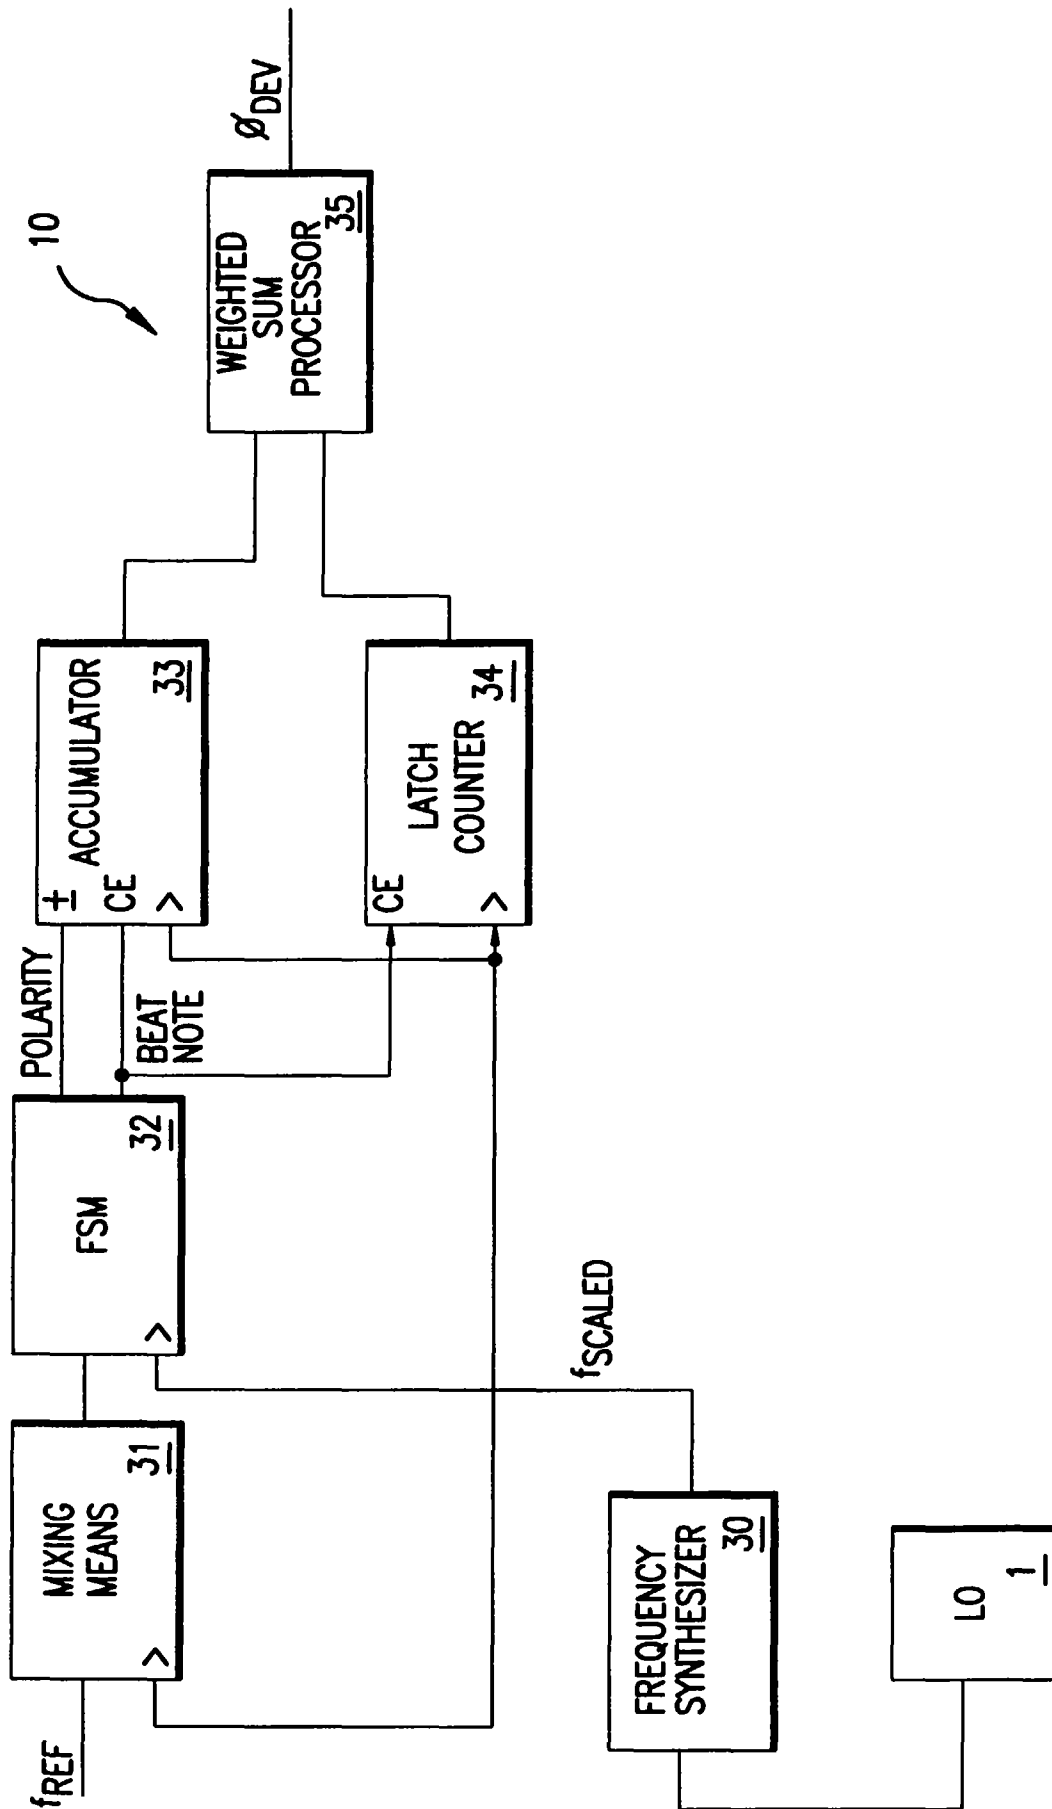 10
fREF
MIXING
MEANS
31
>
FSM
32
>
POLARITY
BEAT
NOTE
±
CE
>
ACCUMULATOR
33
CE
>
LATCH
COUNTER
34
WEIGHTED
SUM
PROCESSOR
35
ØDEV
fSCALED
FREQUENCY
SYNTHESIZER
30
LO
1